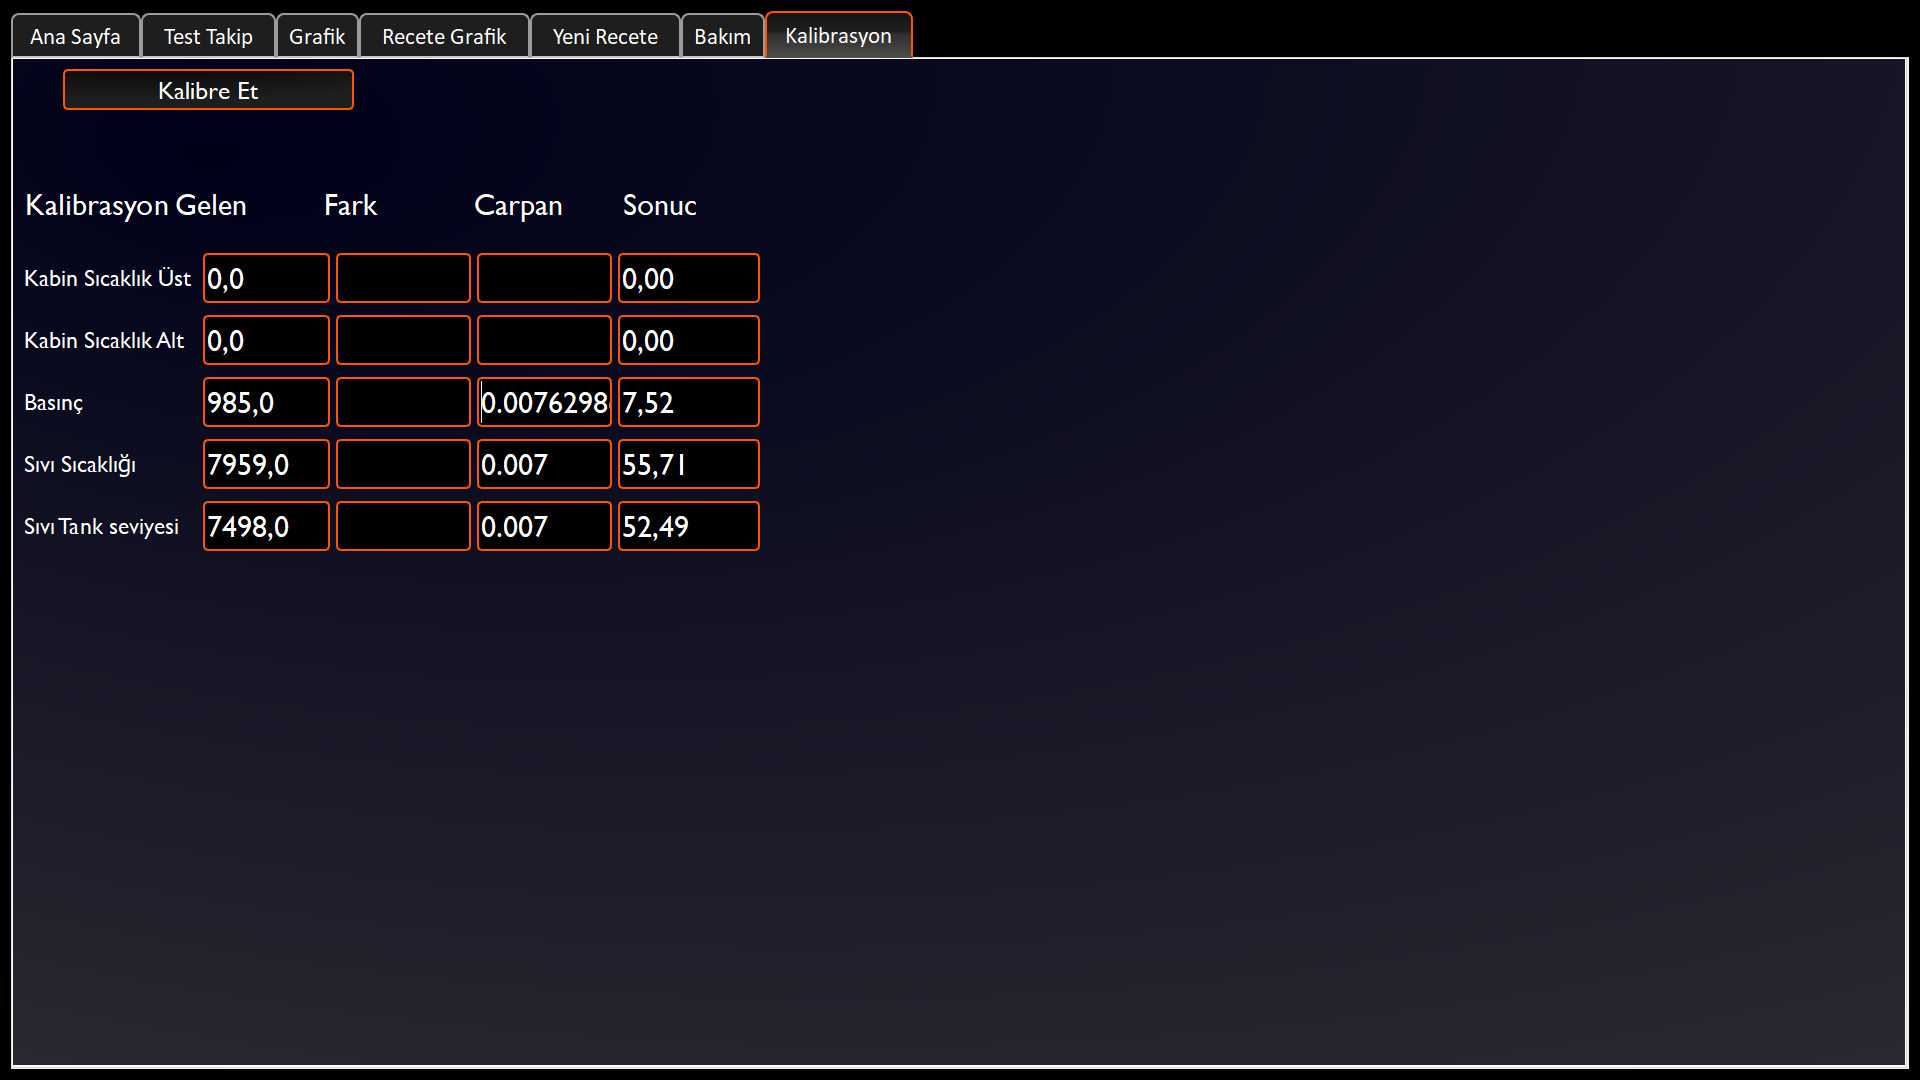 Ana Sayfa Test Takip Grafik Recete Grafik Yeni Recete Bakım Kalibrasyon
Kalibre Et
Kalibrasyon Gelen Fark Carpan Sonuc
Kabin Sıcaklık Üst 0,0 0,00
Kabin Sıcaklık Alt 0,0 0,00
Basınç 985,0 0.0076298 7,52
Sıvı Sıcaklığı 7959,0 0.007 55,71
Sıvı Tank seviyesi 7498,0 0.007 52,49